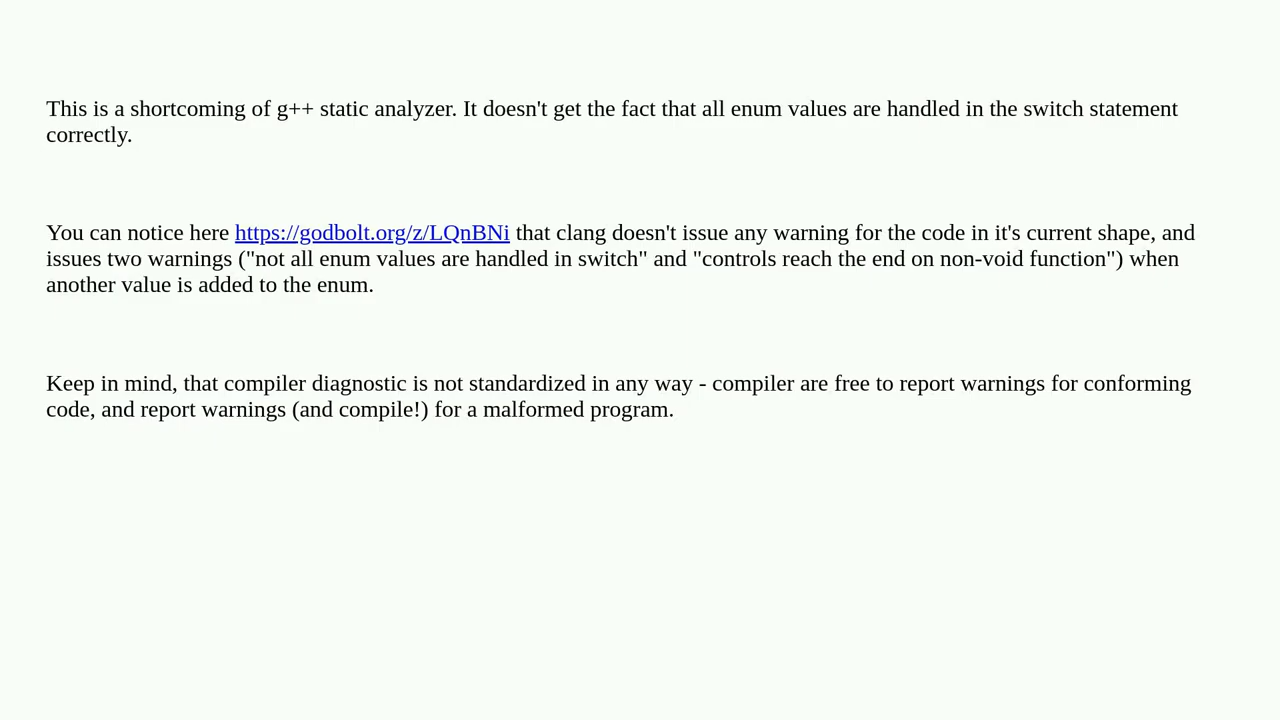 This is a shortcoming of g++ static analyzer. It doesn't get the fact that all enum values are handled in the switch statement
correctly.
You can notice here https://godbolt.org/z/LQnBNi that clang doesn't issue any warning for the code in it's current shape, and
issues two warnings ("not all enum values are handled in switch" and "controls reach the end on non-void function") when
another value is added to the enum.
Keep in mind, that compiler diagnostic is not standardized in any way - compiler are free to report warnings for conforming
code, and report warnings (and compile!) for a malformed program.